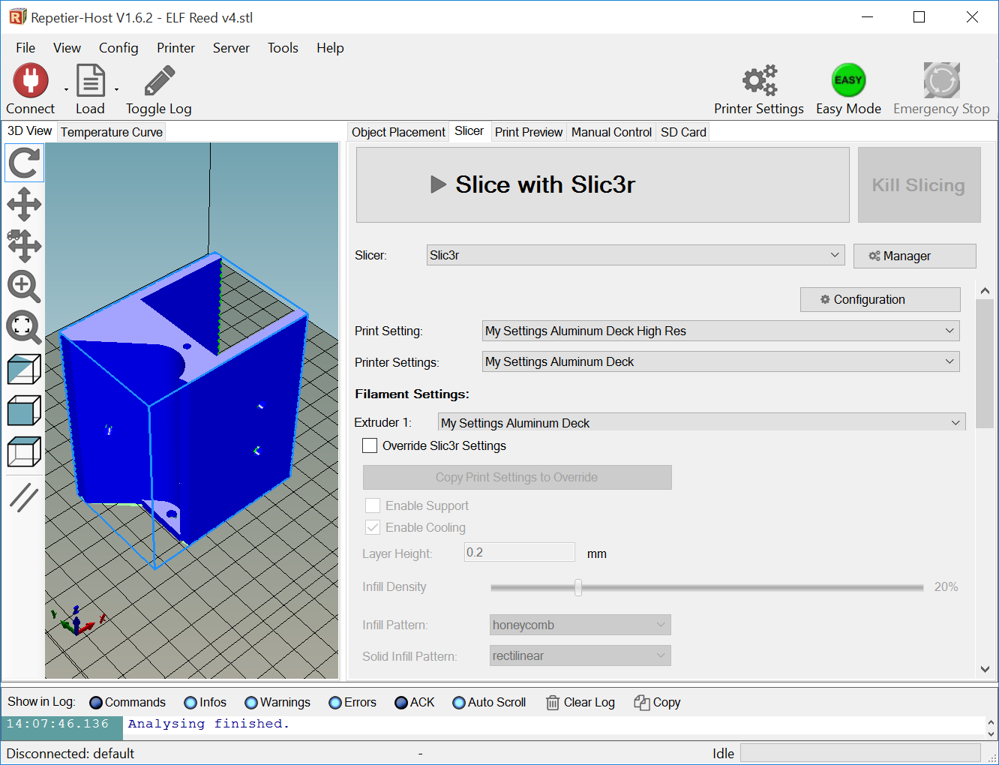 Repetier-Host V1.6.2 - ELF Reed v4.stl
File View Config Printer Server Tools Help
EASY
Connect Load Toggle Log Printer Settings Easy Mode Emergency Stop
3D View Temperature Curve
Object Placement Slicer Print Preview Manual Control SD Card
Slice with Slic3r Kill Slicing
Slicer: Slic3r Manager
Configuration
Print Setting: My Settings Aluminum Deck High Res
Printer Settings: My Settings Aluminum Deck
Filament Settings:
Extruder 1: My Settings Aluminum Deck
Override Slic3r Settings
Copy Print Settings to Override
Enable Support
Enable Cooling
Layer Height: 0.2 mm
Infill Density 20%
Infill Pattern: honeycomb
Solid Infill Pattern: rectilinear
Show in Log: Commands Infos Warnings Errors ACK Auto Scroll Clear Log Copy
14:07:46.136 Analysing finished.
Disconnected: default - Idle